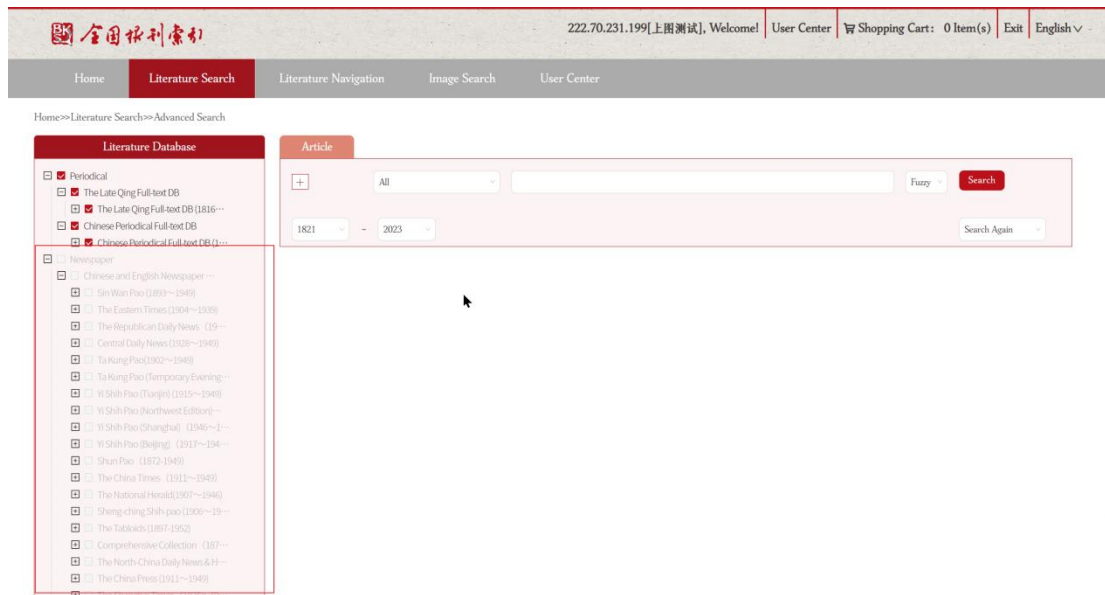 全国报刊索引
222.70.231.199[上图测试], Welcome! User Center Shopping Cart: 0 Item(s) Exit English
Home Literature Search Literature Navigation Image Search User Center
Home>>Literature Search>>Advanced Search
Literature Database
Periodical
The Late Qing Full-text DB
The Late Qing Full-text DB (1816···
Chinese Periodical Full-text DB
Chinese Periodical Full-text DB (1···
Newspaper
Chinese and English Newspaper ···
Sin Wan Pao (1893~1949)
The Eastern Times (1904~1939)
The Republican Daily News (19···
Central Daily News (1928~1949)
Ta Kung Pao(1902~1949)
Ta Kung Pao (Temporary Evening···
Yi Shih Pao (Tianjin) (1915~1949)
Yi Shih Pao (Northwest Edition)···
Yi Shih Pao (Shanghai) (1946~1···
Yi Shih Pao (Beijing) (1917~194···
Shun Pao (1872-1949)
The China Times (1911~1949)
The National Herald(1907~1946)
Sheng-ching Shih-pao (1906~19···
The Tabloids (1897-1952)
Comprehensive Collection (187···
The North-China Daily News & H···
The China Press (1911~1949)
Article
All Fuzzy Search
1821 - 2023 Search Again